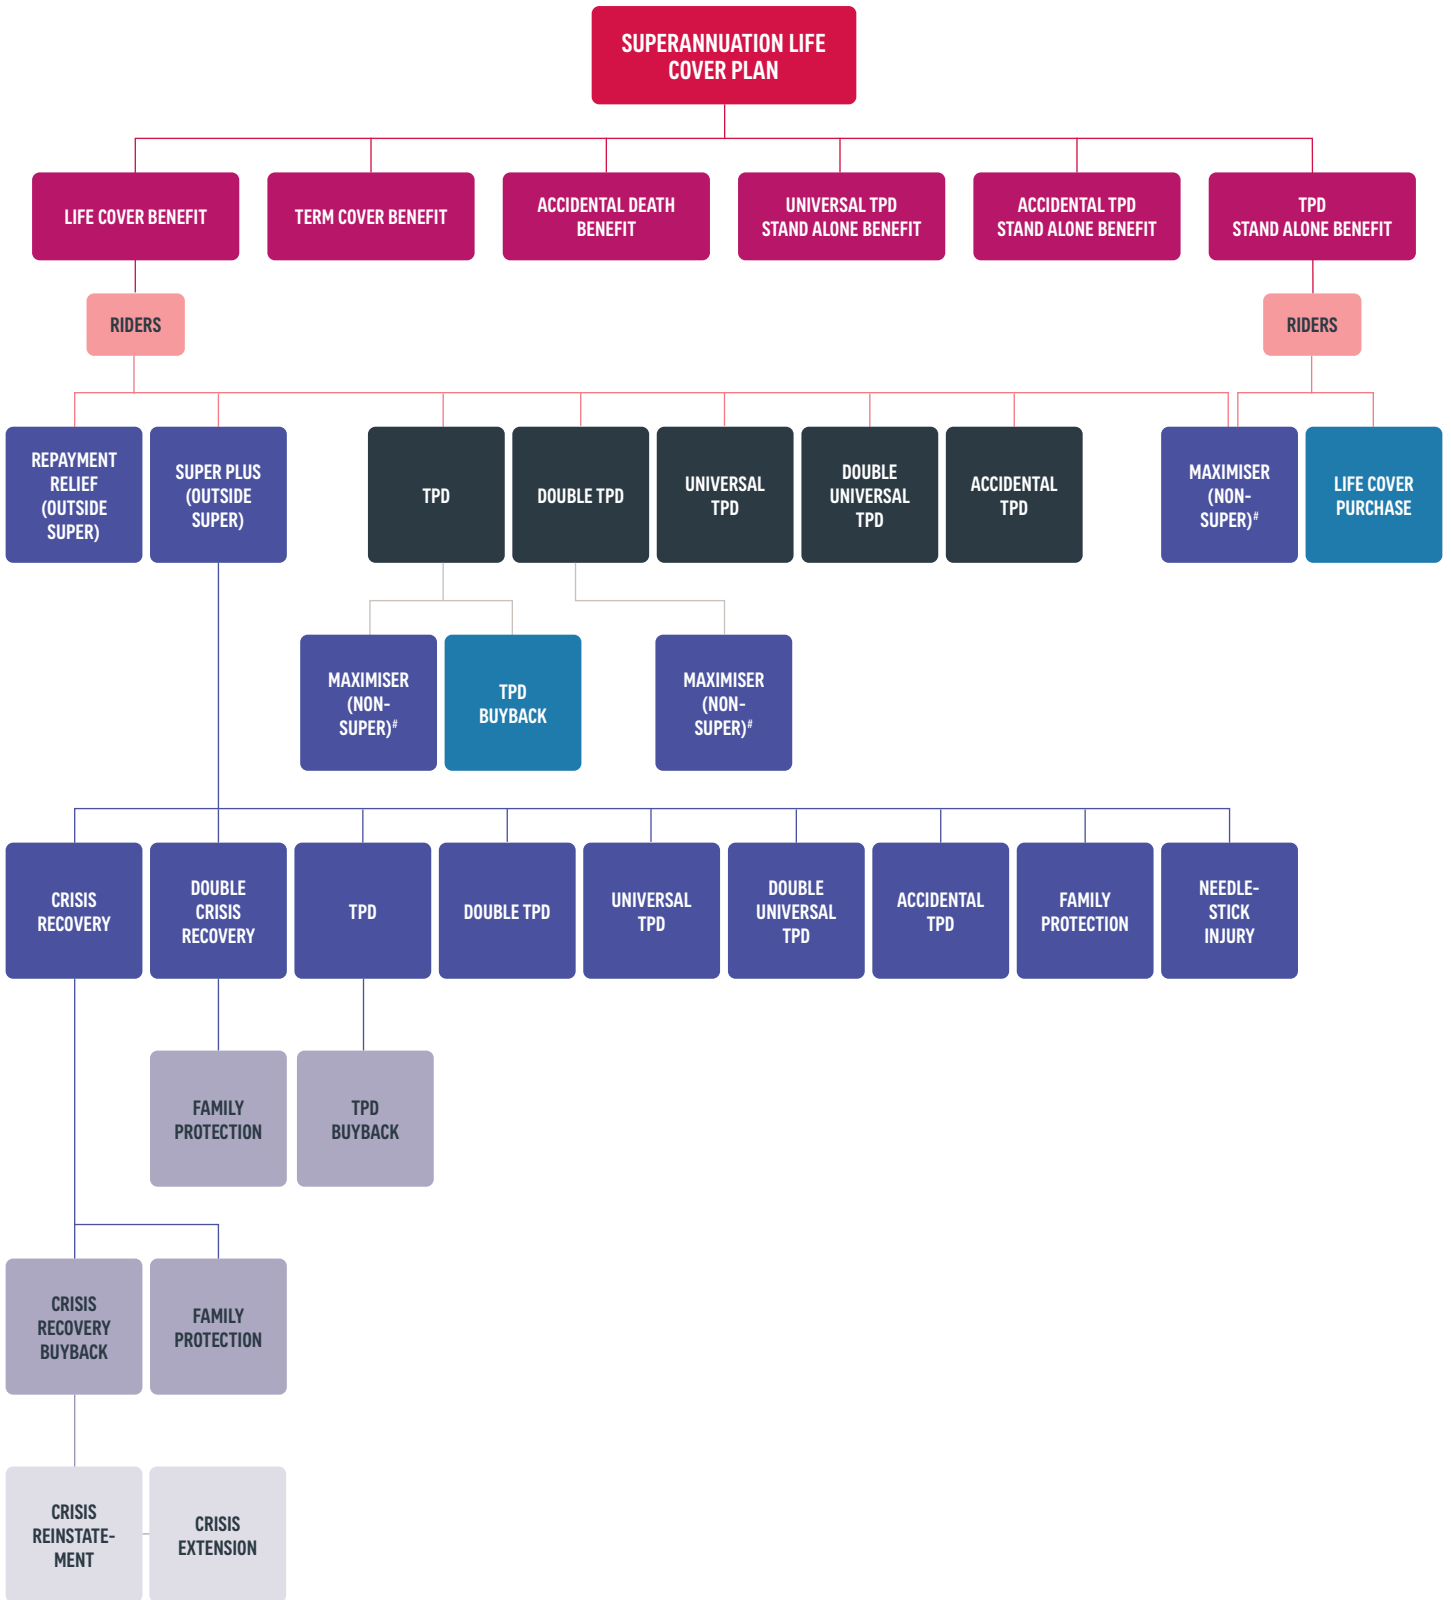 SUPERANNUATION LIFE
COVER PLAN
LIFE COVER BENEFIT
TERM COVER BENEFIT
ACCIDENTAL DEATH
BENEFIT
UNIVERSAL TPD
STAND ALONE BENEFIT
ACCIDENTAL TPD
STAND ALONE BENEFIT
TPD
STAND ALONE BENEFIT
RIDERS
RIDERS
REPAYMENT
RELIEF
(OUTSIDE
SUPER)
SUPER PLUS
(OUTSIDE
SUPER)
TPD
DOUBLE TPD
UNIVERSAL
TPD
DOUBLE
UNIVERSAL
TPD
ACCIDENTAL
TPD
MAXIMISER
(NON-
SUPER)#
LIFE COVER
PURCHASE
MAXIMISER
(NON-
SUPER)#
TPD
BUYBACK
MAXIMISER
(NON-
SUPER)#
CRISIS
RECOVERY
DOUBLE
CRISIS
RECOVERY
TPD
DOUBLE TPD
UNIVERSAL
TPD
DOUBLE
UNIVERSAL
TPD
ACCIDENTAL
TPD
FAMILY
PROTECTION
NEEDLE-
STICK
INJURY
FAMILY
PROTECTION
TPD
BUYBACK
CRISIS
RECOVERY
BUYBACK
FAMILY
PROTECTION
CRISIS
REINSTATE-
MENT
CRISIS
EXTENSION